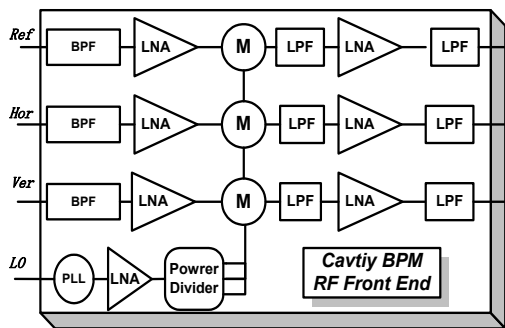 Ref BPF LNA M LPF LNA LPF
Hor BPF LNA M LPF LNA LPF
Ver BPF LNA M LPF LNA LPF
LO PLL LNA Powrer
Divider
Cavtiy BPM
RF Front End